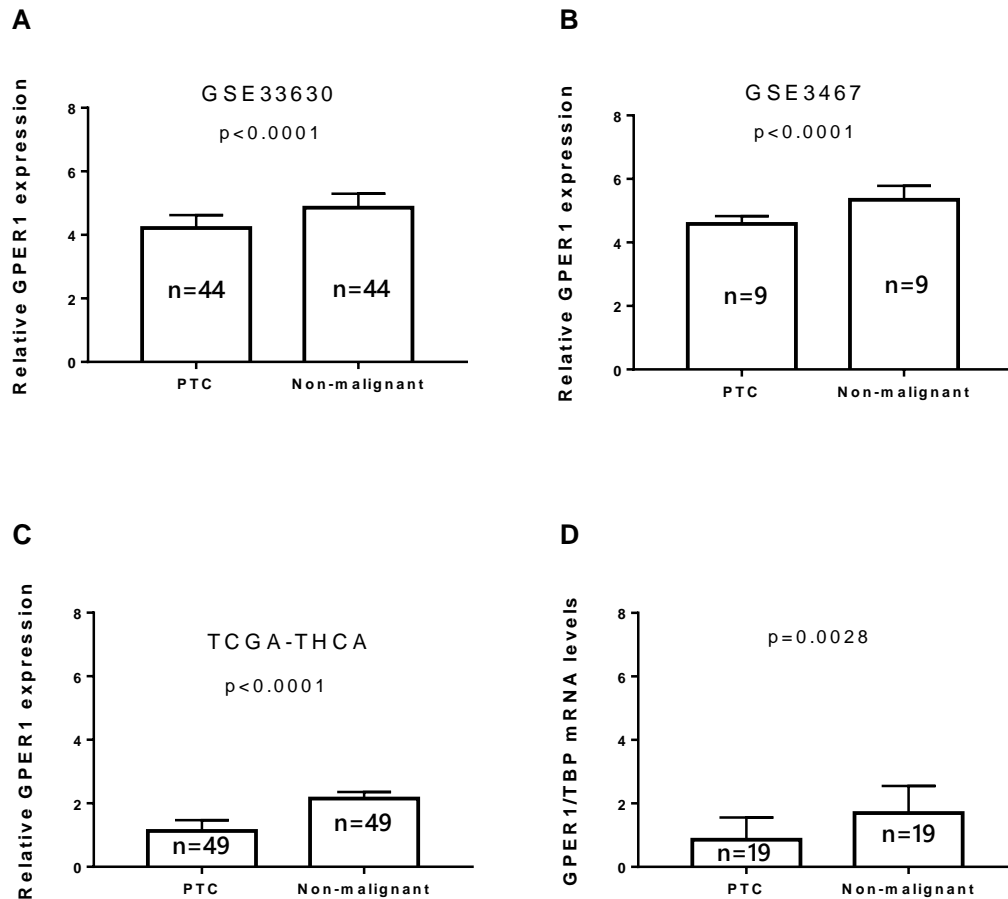 A
Relative GPER1 expression
GSE33630
p<0.0001
8
6
4
2
0
n=44
n=44
PTC
Non-malignant
B
Relative GPER1 expression
GSE3467
p<0.0001
8
6
4
2
0
n=9
n=9
PTC
Non-malignant
C
Relative GPER1 expression
TCGA-THCA
p<0.0001
8
6
4
2
0
n=49
n=49
PTC
Non-malignant
D
GPER1/TBP mRNA levels
p=0.0028
8
6
4
2
0
n=19
n=19
PTC
Non-malignant